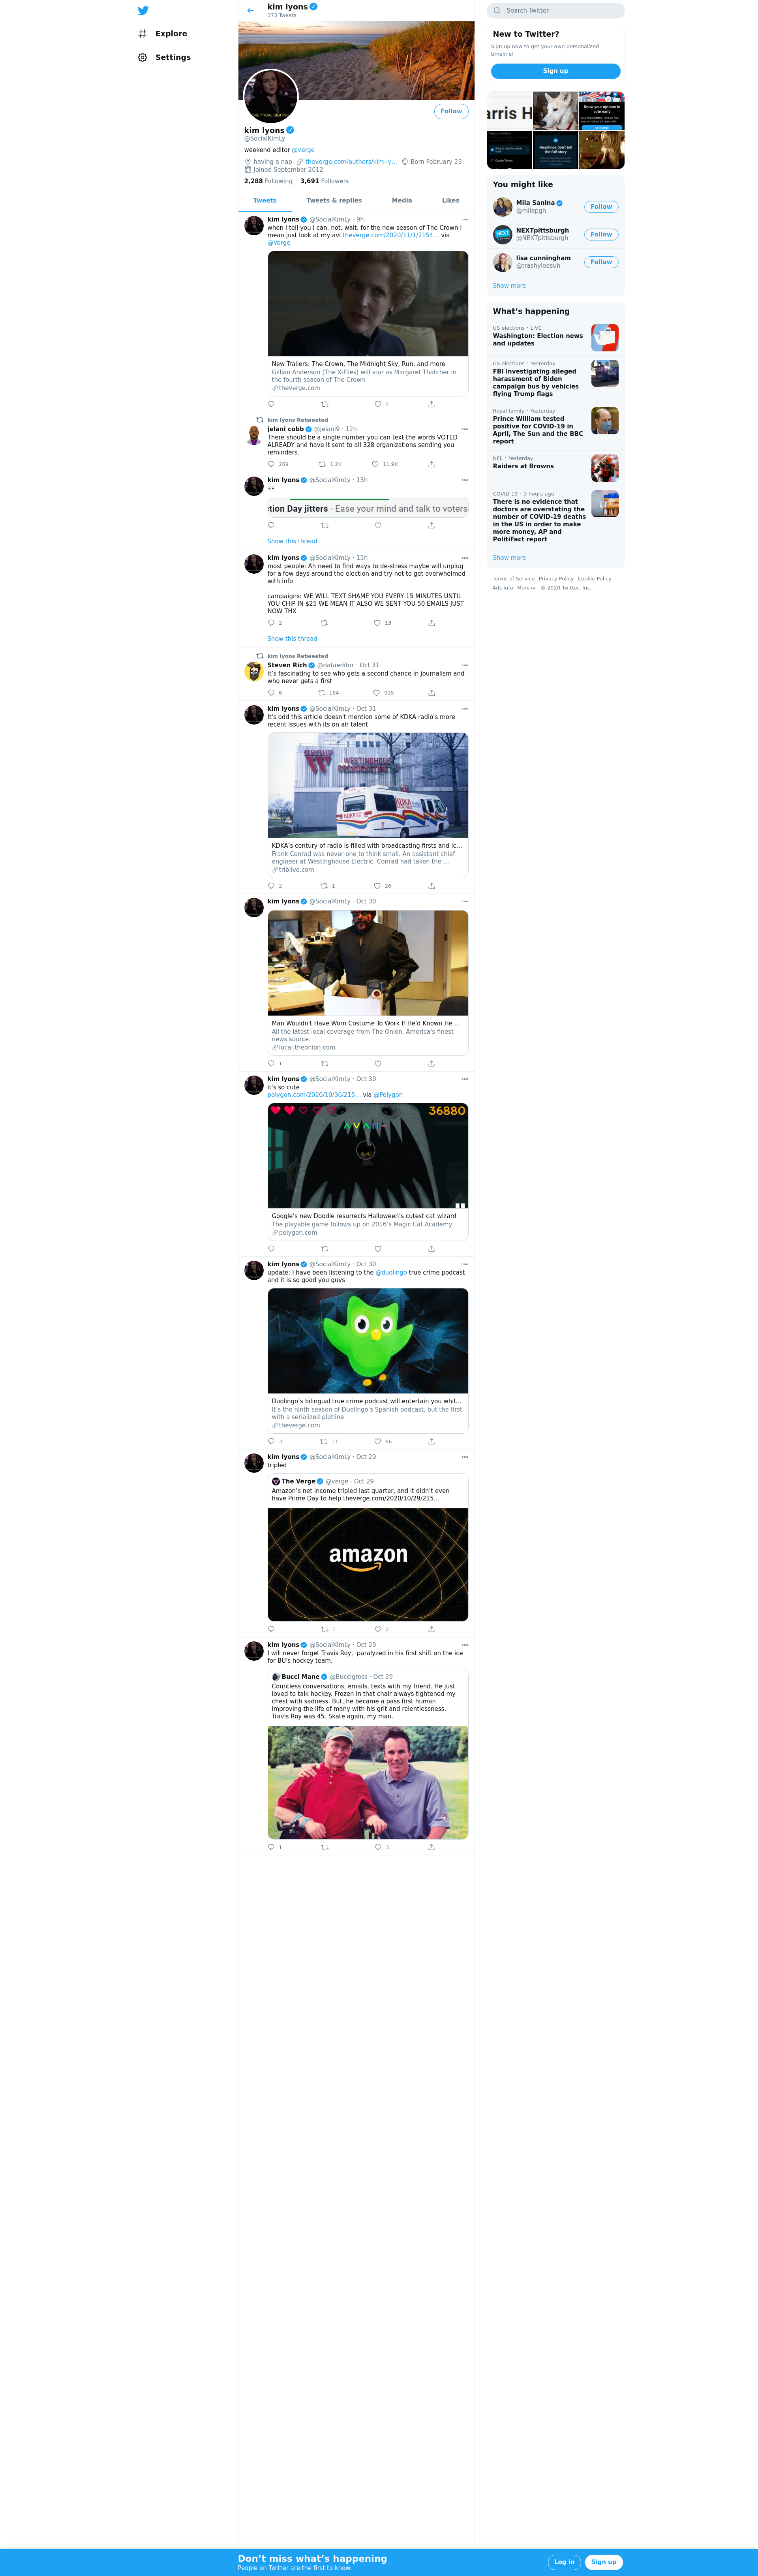 Explore
Settings
kim lyons
373 Tweets
Follow
kim lyons
@SocialKimLy
weekend editor @verge
having a nap theverge.com/authors/kim-ly… Born February 23
Joined September 2012
2,288 Following 3,691 Followers
Tweets Tweets & replies Media Likes
kim lyons @SocialKimLy · 9h
when I tell you I can. not. wait. for the new season of The Crown I
mean just look at my avi theverge.com/2020/11/1/2154… via
@Verge
New Trailers: The Crown, The Midnight Sky, Run, and more
Gillian Anderson (The X-Files) will star as Margaret Thatcher in
the fourth season of The Crown
theverge.com
4
kim lyons Retweeted
jelani cobb @jelani9 · 12h
There should be a single number you can text the words VOTED
ALREADY and have it sent to all 328 organizations sending you
reminders.
269 1.2K 11.9K
kim lyons @SocialKimLy · 13h
tion Day jitters - Ease your mind and talk to voters
Show this thread
kim lyons @SocialKimLy · 15h
most people: Ah need to find ways to de-stress maybe will unplug
for a few days around the election and try not to get overwhelmed
with info
campaigns: WE WILL TEXT SHAME YOU EVERY 15 MINUTES UNTIL
YOU CHIP IN $25 WE MEAN IT ALSO WE SENT YOU 50 EMAILS JUST
NOW THX
2 13
Show this thread
kim lyons Retweeted
Steven Rich @dataeditor · Oct 31
it's fascinating to see who gets a second chance in journalism and
who never gets a first
6 164 915
kim lyons @SocialKimLy · Oct 31
It's odd this article doesn't mention some of KDKA radio's more
recent issues with its on air talent
WESTINGHOUSE
KDKA
KDKA's century of radio is filled with broadcasting firsts and ic…
Frank Conrad was never one to think small. An assistant chief
engineer at Westinghouse Electric, Conrad had taken the …
triblive.com
2 1 26
kim lyons @SocialKimLy · Oct 30
Man Wouldn't Have Worn Costume To Work If He'd Known He …
All the latest local coverage from The Onion, America's finest
news source.
local.theonion.com
1
kim lyons @SocialKimLy · Oct 30
it's so cute
polygon.com/2020/10/30/215… via @Polygon
36880
Google's new Doodle resurrects Halloween's cutest cat wizard
The playable game follows up on 2016's Magic Cat Academy
polygon.com
kim lyons @SocialKimLy · Oct 30
update: I have been listening to the @duolingo true crime podcast
and it is so good you guys
Duolingo's bilingual true crime podcast will entertain you whil…
It's the ninth season of Duolingo's Spanish podcast, but the first
with a serialized plotline
theverge.com
3 11 66
kim lyons @SocialKimLy · Oct 29
tripled
The Verge @verge · Oct 29
Amazon's net income tripled last quarter, and it didn't even
have Prime Day to help theverge.com/2020/10/29/215…
amazon
1 2
kim lyons @SocialKimLy · Oct 29
I will never forget Travis Roy, paralyzed in his first shift on the ice
for BU's hockey team.
Bucci Mane @Buccigross · Oct 29
Countless conversations, emails, texts with my friend. He just
loved to talk hockey. Frozen in that chair always tightened my
chest with sadness. But, he became a pass first human
improving the life of many with his grit and relentlessness.
Travis Roy was 45. Skate again, my man.
1 3
Search Twitter
New to Twitter?
Sign up now to get your own personalized
timeline!
Sign up
arris H
Know your options to
vote early
Headlines don't tell
the full story
Quote Tweet
You might like
Mila Sanina
@milapgh
Follow
NEXTpittsburgh
@NEXTpittsburgh
Follow
lisa cunningham
@trashyleesuh
Follow
Show more
What's happening
US elections · LIVE
Washington: Election news
and updates
US elections · Yesterday
FBI investigating alleged
harassment of Biden
campaign bus by vehicles
flying Trump flags
Royal family · Yesterday
Prince William tested
positive for COVID-19 in
April, The Sun and the BBC
report
NFL · Yesterday
Raiders at Browns
COVID-19 · 3 hours ago
There is no evidence that
doctors are overstating the
number of COVID-19 deaths
in the US in order to make
more money, AP and
PolitiFact report
Show more
Terms of Service Privacy Policy Cookie Policy
Ads info More © 2020 Twitter, Inc.
Don't miss what's happening
People on Twitter are the first to know.
Log in
Sign up